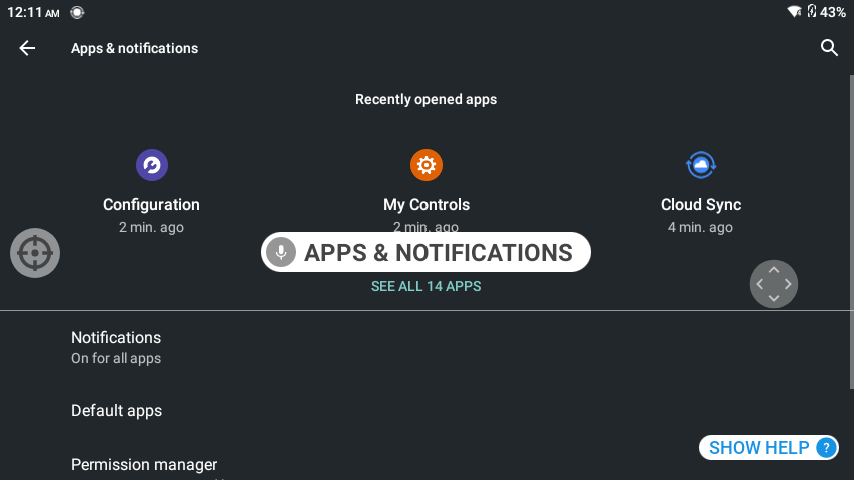 12:11 AM
43%
Apps & notifications
Recently opened apps
Configuration
2 min. ago
My Controls
2 min. ago
Cloud Sync
4 min. ago
APPS & NOTIFICATIONS
SEE ALL 14 APPS
Notifications
On for all apps
Default apps
SHOW HELP ?
Permission manager